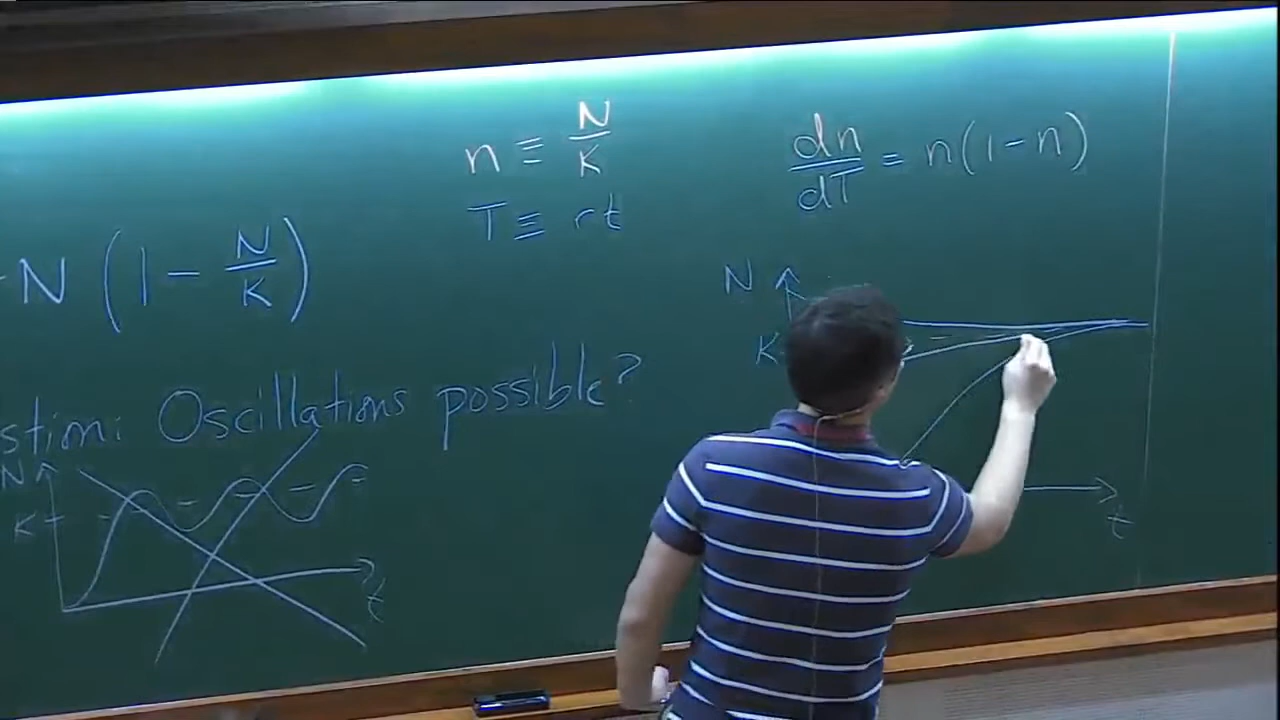 n ≡ N/K
T ≡ rt
dn/dT = n(1-n)
N (1 - N/K)
stion: Oscillations possible?
N
K
t
N
K
t